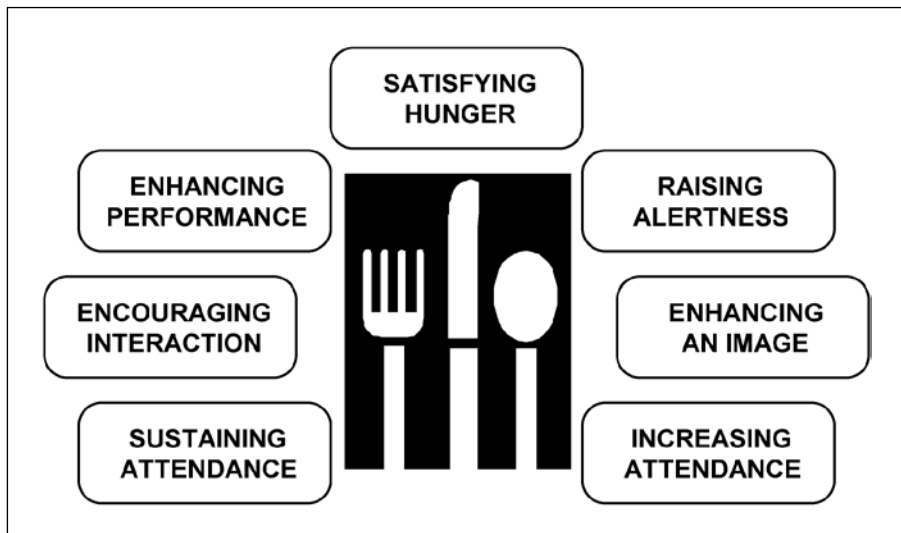 SATISFYING
HUNGER
ENHANCING
PERFORMANCE
RAISING
ALERTNESS
ENCOURAGING
INTERACTION
ENHANCING
AN IMAGE
SUSTAINING
ATTENDANCE
INCREASING
ATTENDANCE